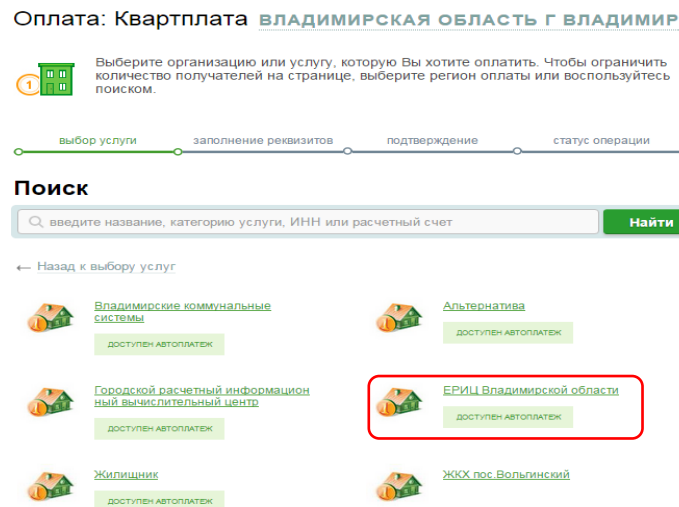 Оплата: Квартплата ВЛАДИМИРСКАЯ ОБЛАСТЬ Г ВЛАДИМИР
Выберите организацию или услугу, которую Вы хотите оплатить. Чтобы ограничить
количество получателей на странице, выберите регион оплаты или воспользуйтесь
поиском.
1
выбор услуги заполнение реквизитов подтверждение статус операции
Поиск
введите название, категорию услуги, ИНН или расчетный счет Найти
← Назад к выбору услуг
Владимирские коммунальные
системы
ДОСТУПЕН АВТОПЛАТЕЖ
Альтернатива
ДОСТУПЕН АВТОПЛАТЕЖ
Городской расчетный информацион
ный вычислительный центр
ДОСТУПЕН АВТОПЛАТЕЖ
ЕРИЦ Владимирской области
ДОСТУПЕН АВТОПЛАТЕЖ
Жилищник
ДОСТУПЕН АВТОПЛАТЕЖ
ЖКХ пос.Вольгинский